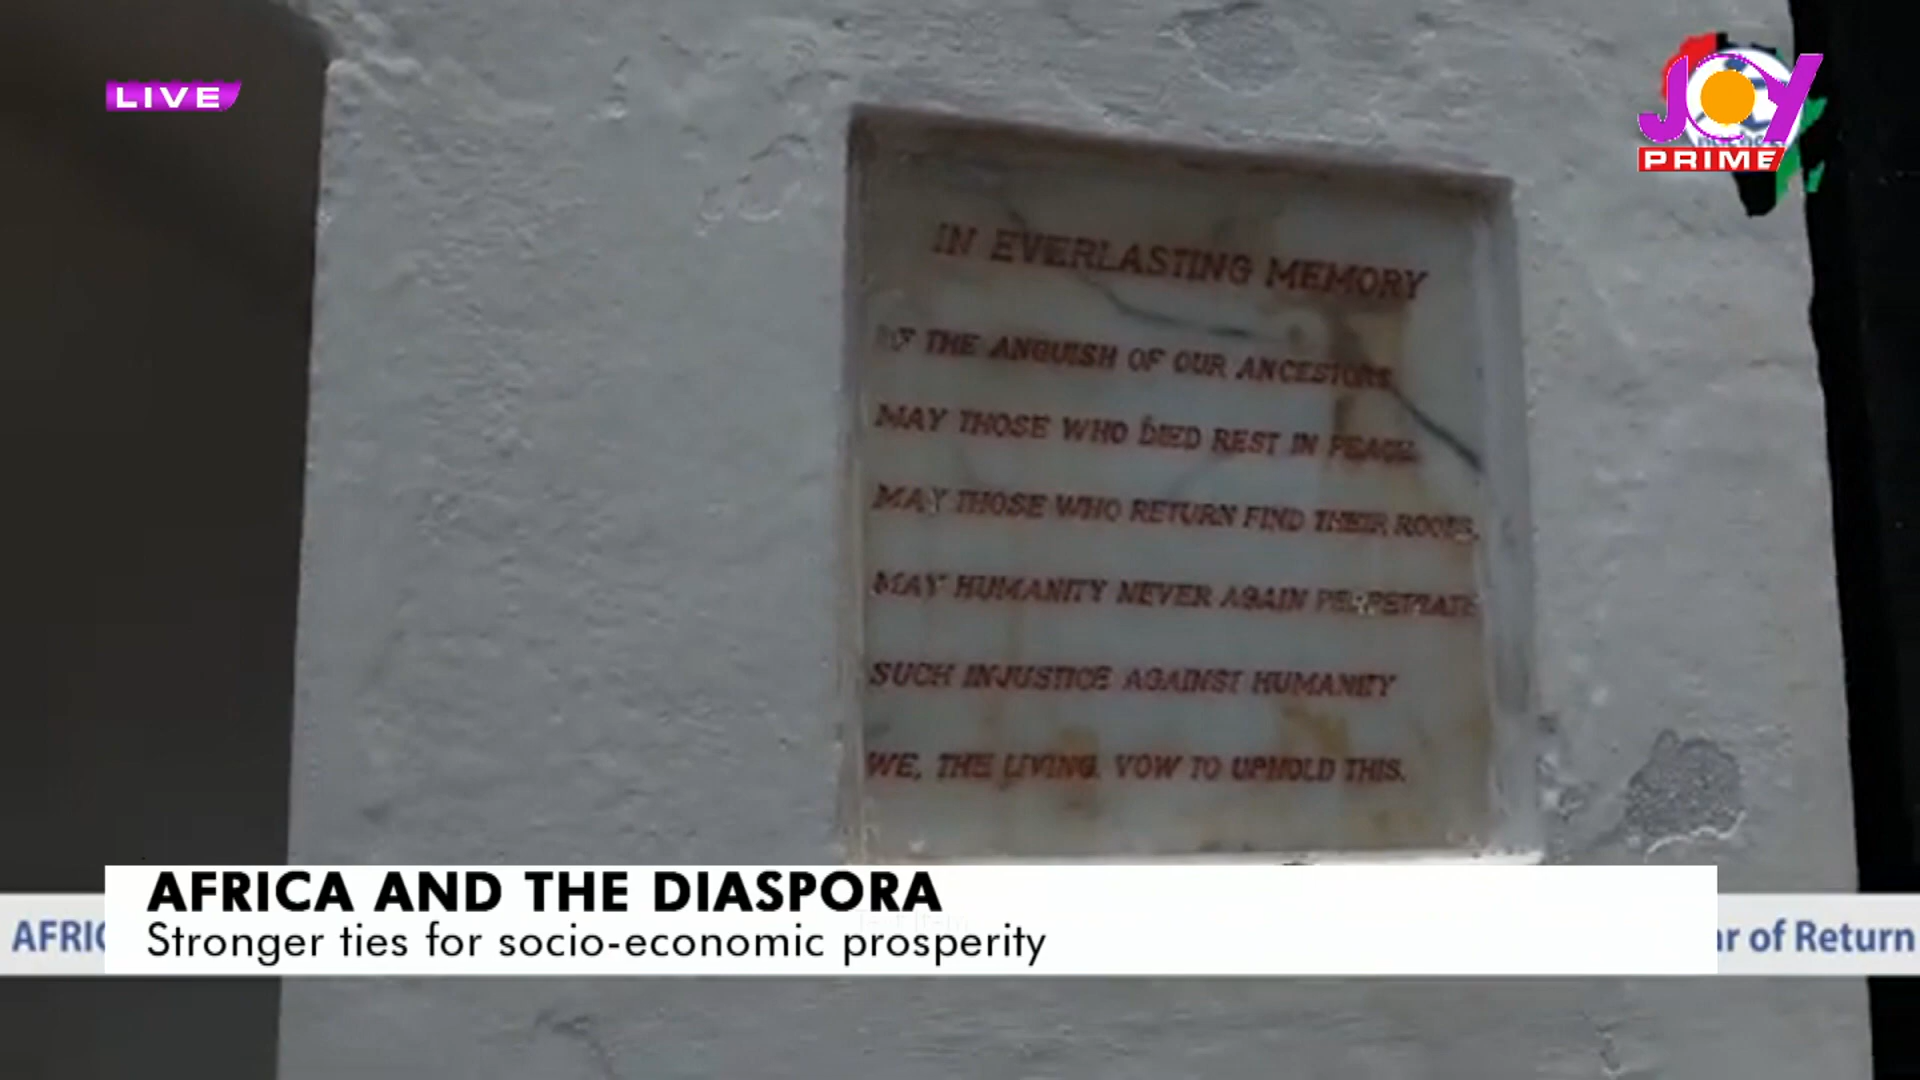 LIVE
JOY
PRIME
IN EVERLASTING MEMORY
OF THE ANGUISH OF OUR ANCESTORS
MAY THOSE WHO DIED REST IN PEACE
MAY THOSE WHO RETURN FIND THEIR ROOTS.
MAY HUMANITY NEVER AGAIN PERPETRATE
SUCH INJUSTICE AGAINST HUMANITY
WE, THE LIVING, VOW TO UPHOLD THIS.
AFRICA AND THE DIASPORA
Stronger ties for socio-economic prosperity
of Return